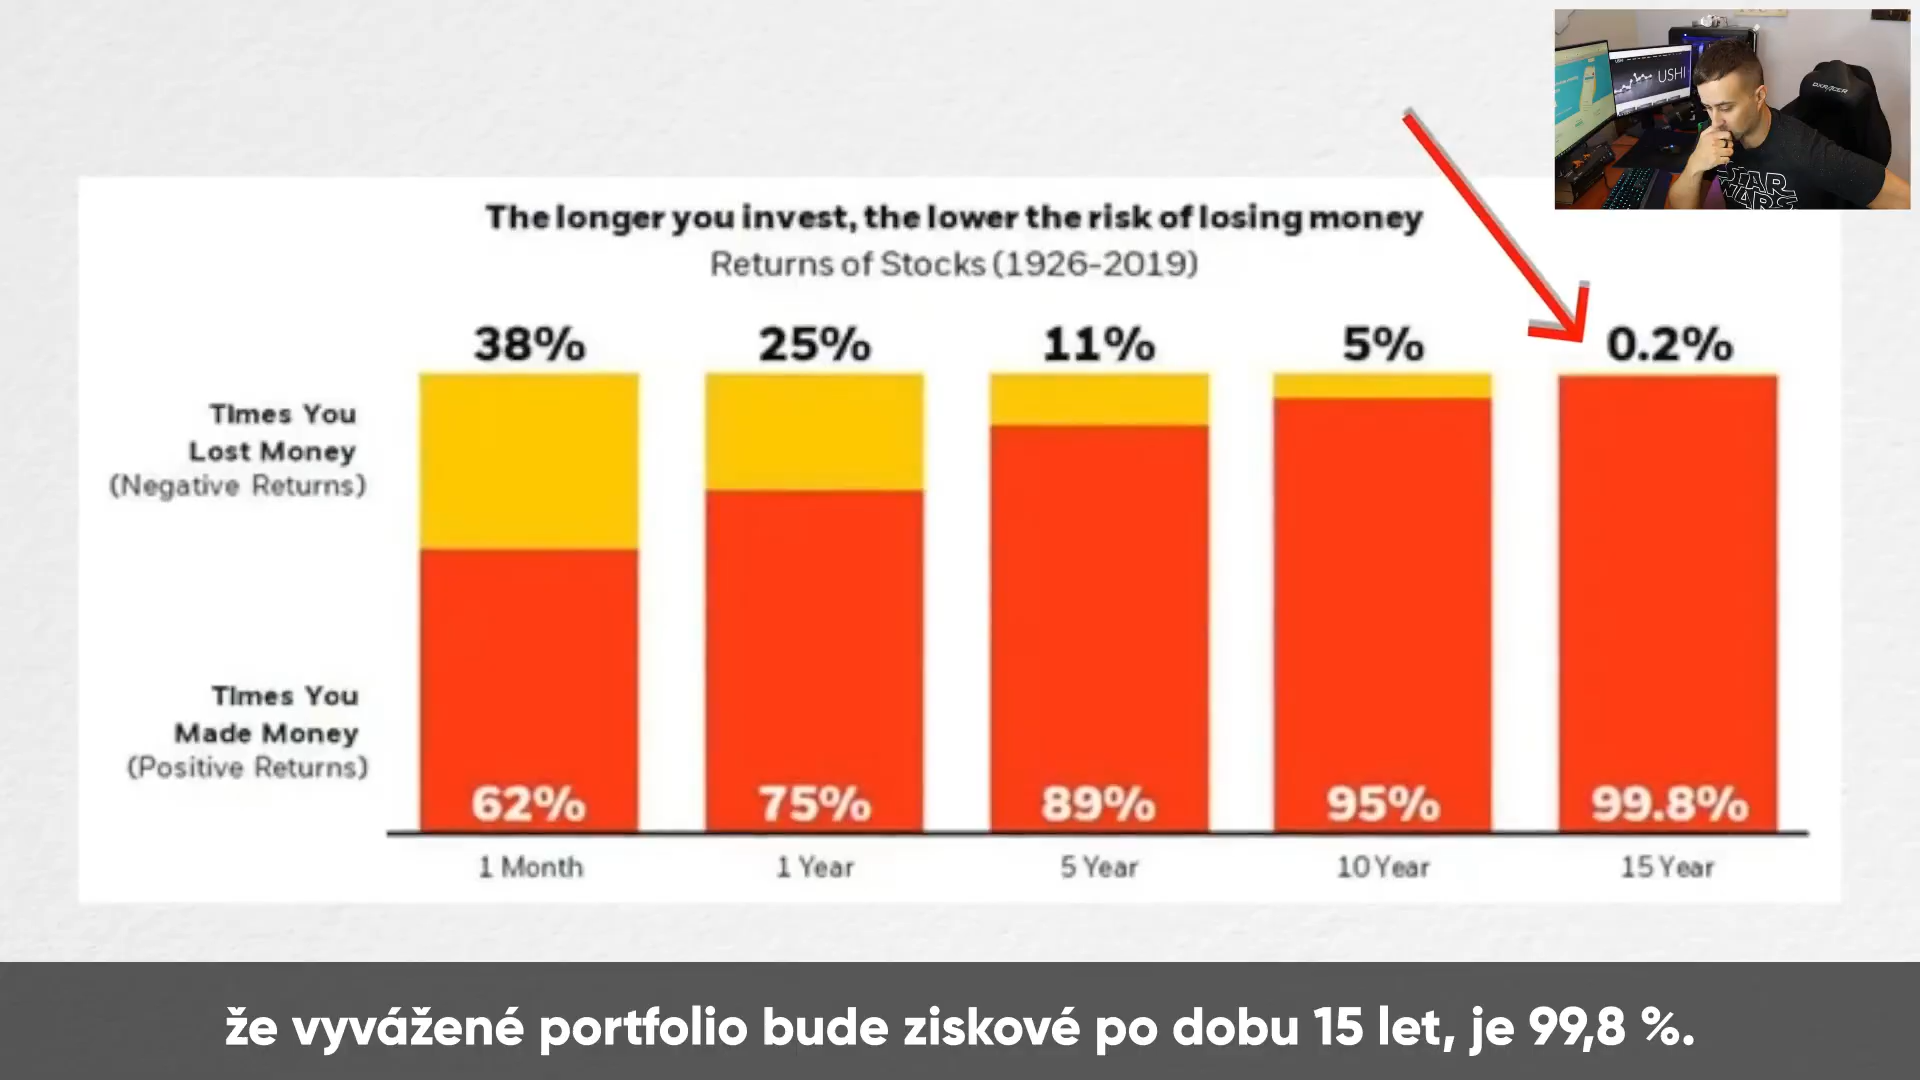 USHI
DXRACER
STAR
WARS
The longer you invest, the lower the risk of losing money
Returns of Stocks (1926-2019)
38%
25%
11%
5%
0.2%
Times You
Lost Money
(Negative Returns)
Times You
Made Money
(Positive Returns)
62%
75%
89%
95%
99.8%
1 Month
1 Year
5 Year
10 Year
15 Year
že vyvážené portfolio bude ziskové po dobu 15 let, je 99,8 %.